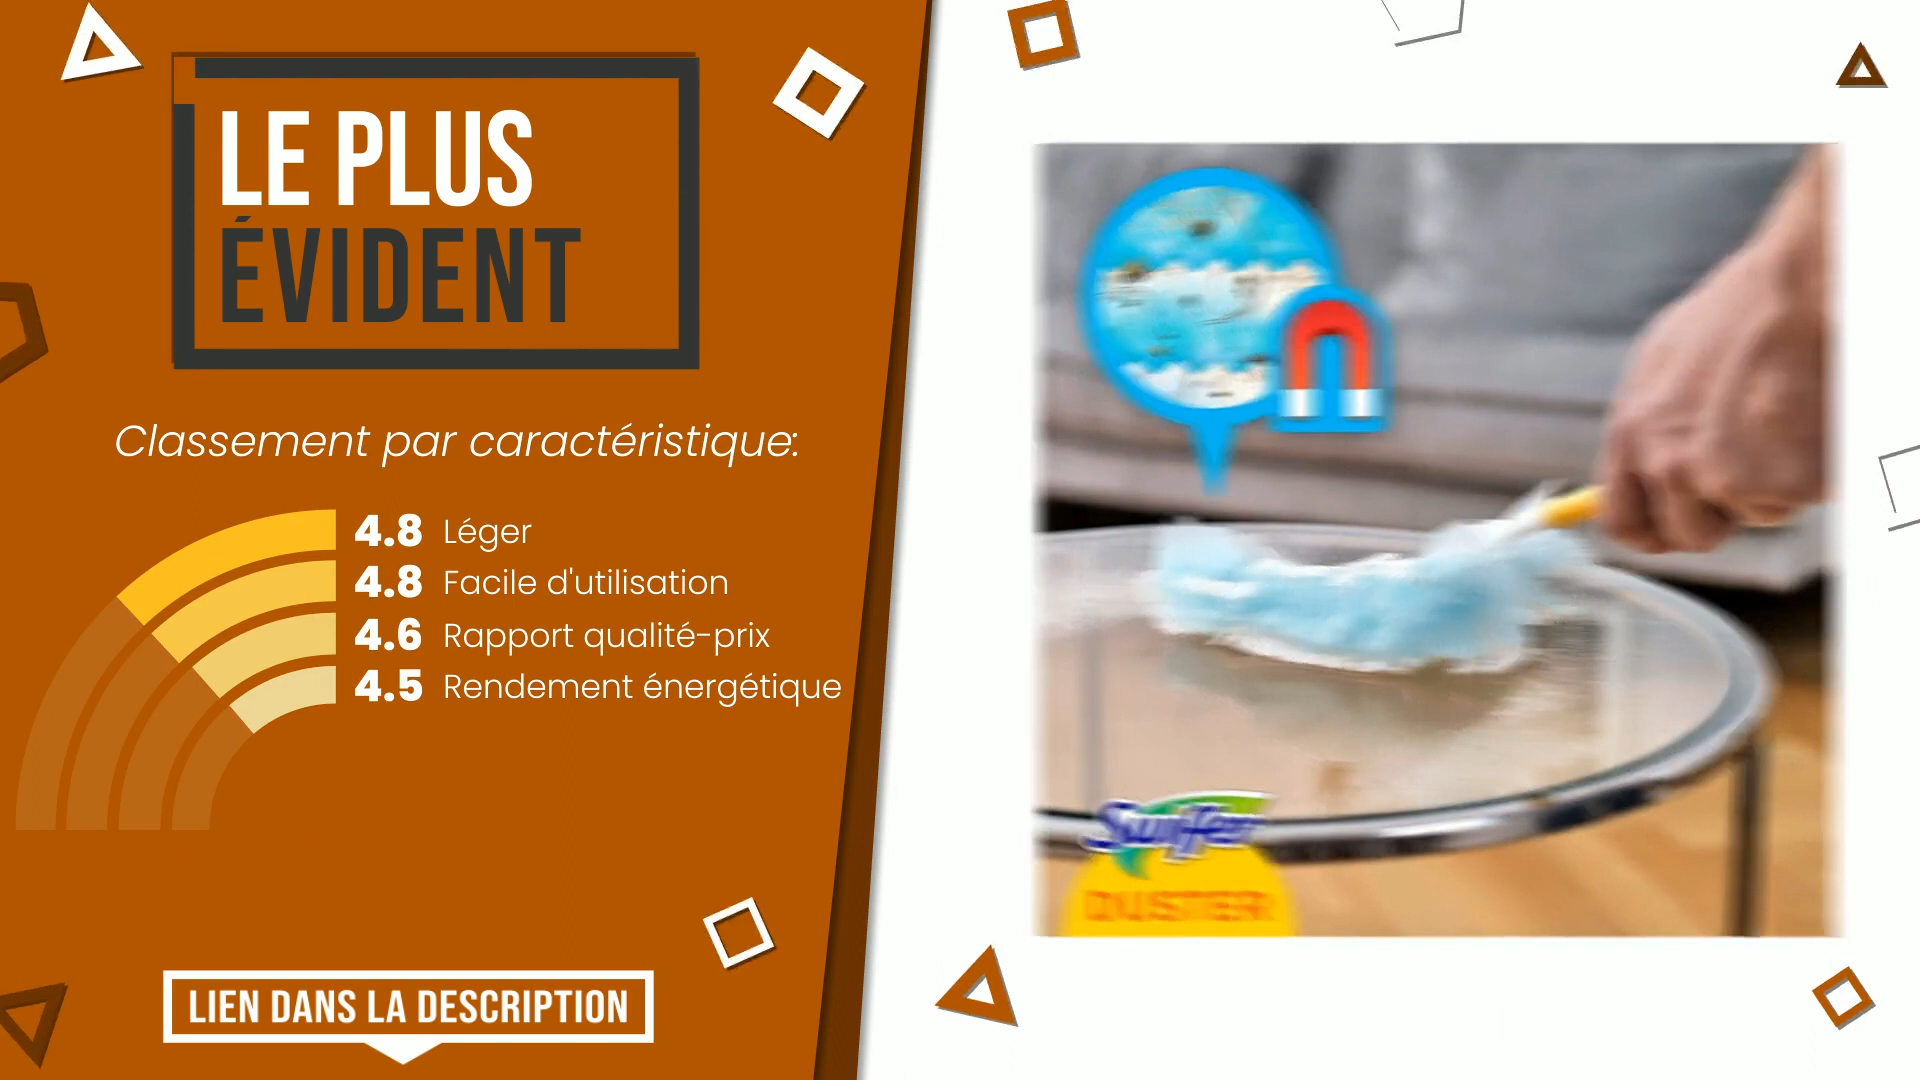 LE PLUS
ÉVIDENT
Classement par caractéristique:
4.8 Léger
4.8 Facile d'utilisation
4.6 Rapport qualité-prix
4.5 Rendement énergétique
LIEN DANS LA DESCRIPTION
Swiffer
DUSTER